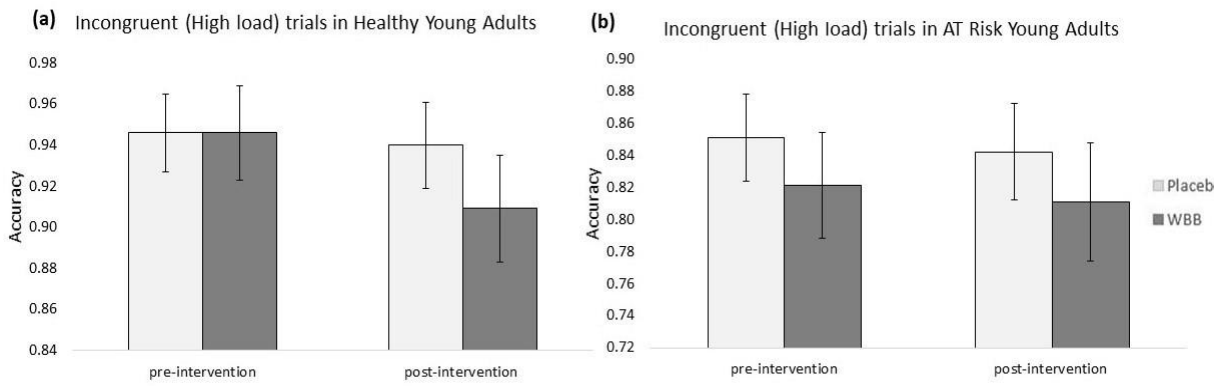 (a) Incongruent (High load) trials in Healthy Young Adults
0.98
0.96
0.94
0.92
0.90
0.88
0.86
0.84
Accuracy
pre-intervention
post-intervention
(b) Incongruent (High load) trials in AT Risk Young Adults
0.90
0.88
0.86
0.84
0.82
0.80
0.78
0.76
0.74
0.72
Accuracy
pre-intervention
post-intervention
Placeb
WBB